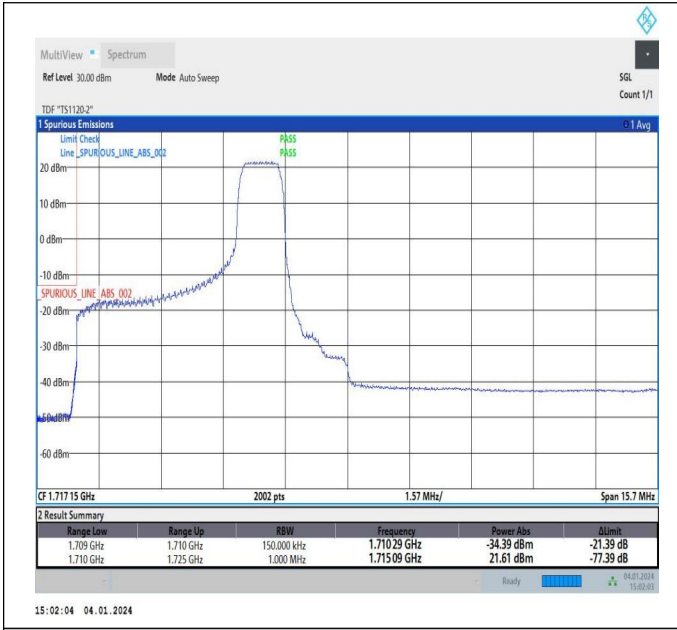 R S
MultiView Spectrum
Ref Level 30.00 dBm Mode Auto Sweep SGL
Count 1/1
TDF "TS1120-2"
1 Spurious Emissions 1 Avg
Limit Check PASS
Line _SPURIOUS_LINE_ABS_002 PASS
20 dBm
10 dBm
0 dBm
-10 dBm
_SPURIOUS_LINE_ABS_002
-20 dBm
-30 dBm
-40 dBm
-50 dBm
-60 dBm
CF 1.717 15 GHz 2002 pts 1.57 MHz/ Span 15.7 MHz
2 Result Summary
Range Low Range Up RBW Frequency Power Abs ΔLimit
1.709 GHz 1.710 GHz 150.000 kHz 1.710 29 GHz -34.39 dBm -21.39 dB
1.710 GHz 1.725 GHz 1.000 MHz 1.715 09 GHz 21.61 dBm -77.39 dB
Ready 04.01.2024
15:02:03
15:02:04 04.01.2024